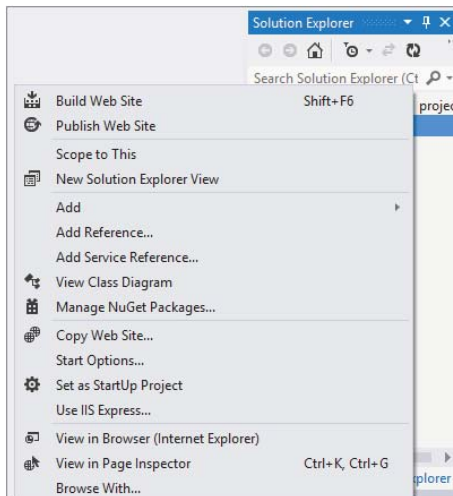 Solution Explorer
Search Solution Explorer (Ct
projec
Build Web Site Shift+F6
Publish Web Site
Scope to This
New Solution Explorer View
Add
Add Reference...
Add Service Reference...
View Class Diagram
Manage NuGet Packages...
Copy Web Site...
Start Options...
Set as StartUp Project
Use IIS Express...
View in Browser (Internet Explorer)
View in Page Inspector Ctrl+K, Ctrl+G
plorer
Browse With...